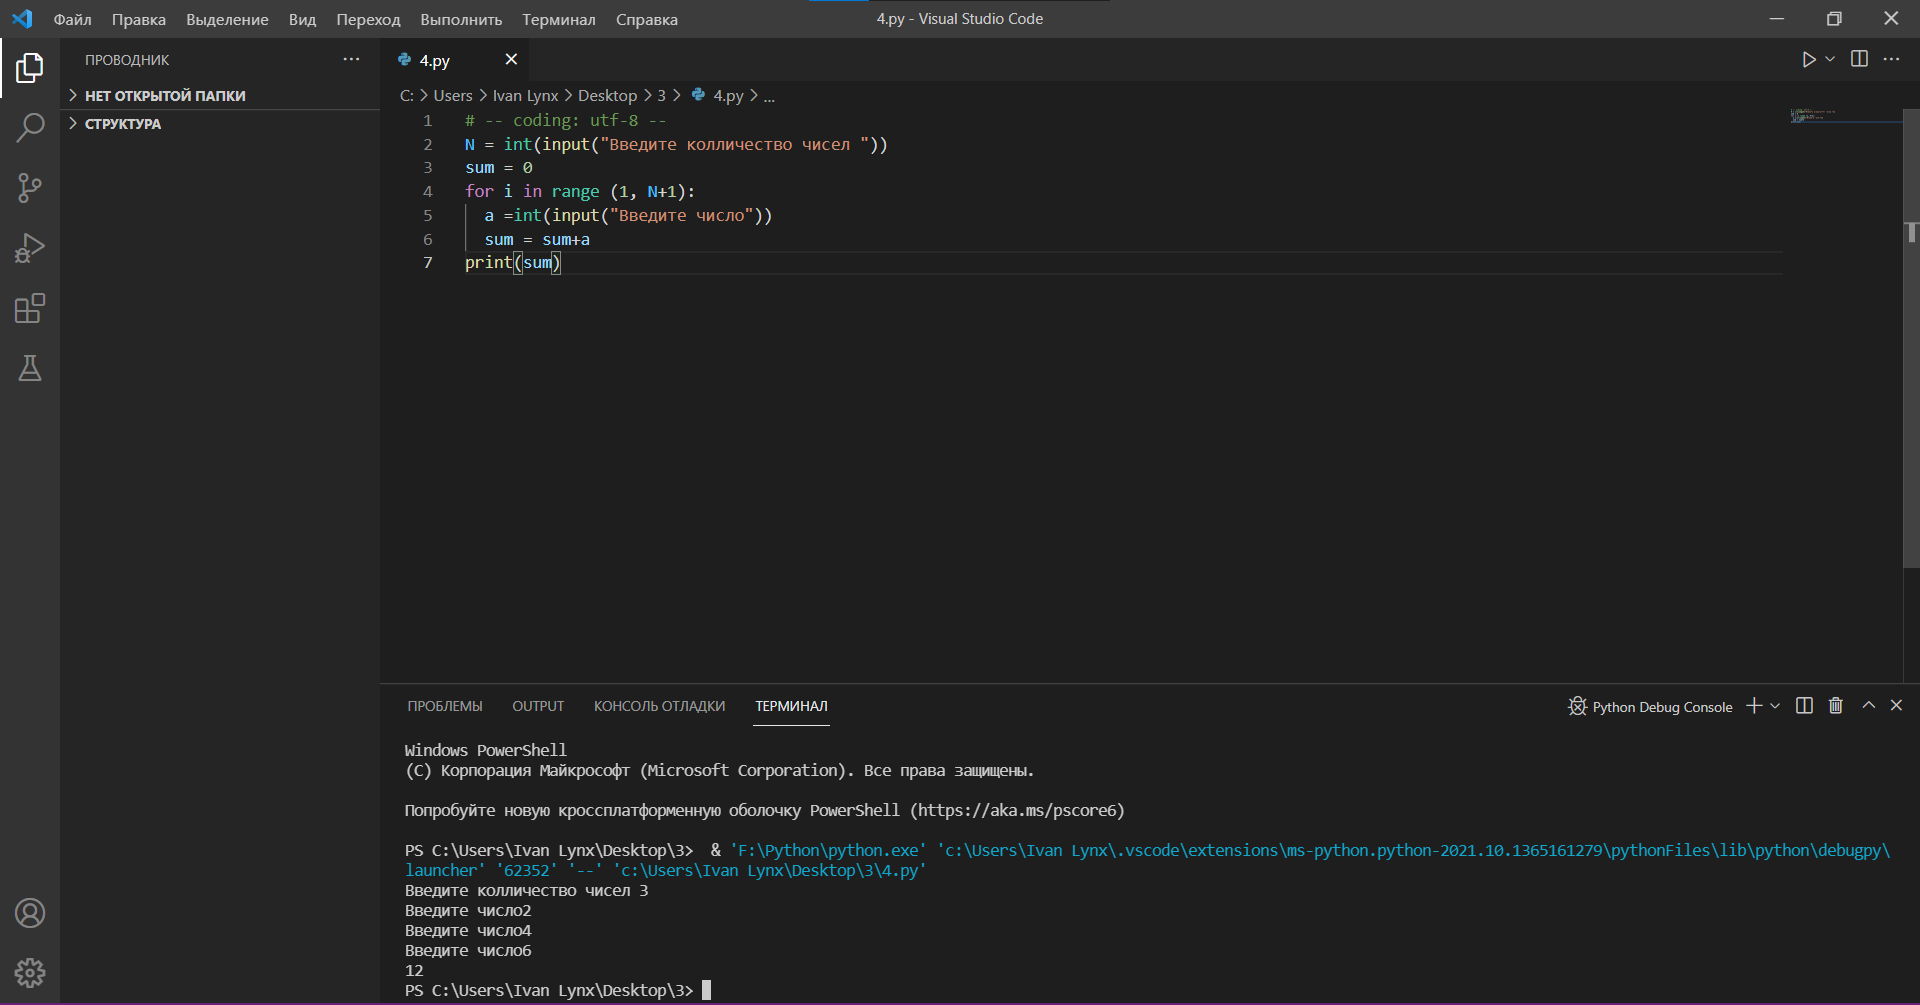 Файл Правка Выделение Вид Переход Выполнить Терминал Справка 4.py - Visual Studio Code
ПРОВОДНИК
НЕТ ОТКРЫТОЙ ПАПКИ
СТРУКТУРА
4.py
C: > Users > Ivan Lynx > Desktop > 3 > 4.py > ...
1 # -- coding: utf-8 --
2 N = int(input("Введите колличество чисел "))
3 sum = 0
4 for i in range (1, N+1):
5 a =int(input("Введите число"))
6 sum = sum+a
7 print(sum)
ПРОБЛЕМЫ OUTPUT КОНСОЛЬ ОТЛАДКИ ТЕРМИНАЛ Python Debug Console
Windows PowerShell
(C) Корпорация Майкрософт (Microsoft Corporation). Все права защищены.
Попробуйте новую кроссплатформенную оболочку PowerShell (https://aka.ms/pscore6)
PS C:\Users\Ivan Lynx\Desktop\3>  & 'F:\Python\python.exe' 'c:\Users\Ivan Lynx\.vscode\extensions\ms-python.python-2021.10.1365161279\pythonFiles\lib\python\debugpy\
launcher' '62352' '--' 'c:\Users\Ivan Lynx\Desktop\3\4.py'
Введите колличество чисел 3
Введите число2
Введите число4
Введите число6
12
PS C:\Users\Ivan Lynx\Desktop\3>